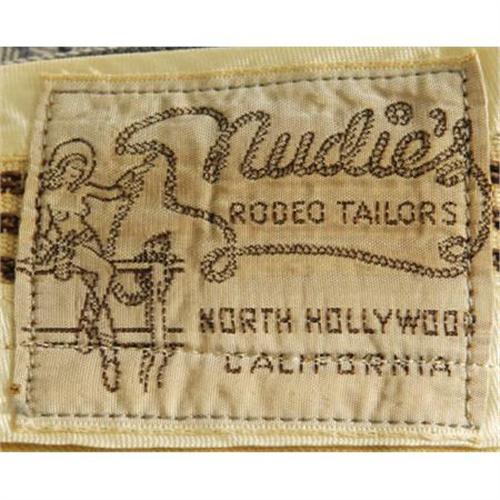 Nudie's
RODEO TAILORS
NORTH HOLLYWOOD
CALIFORNIA